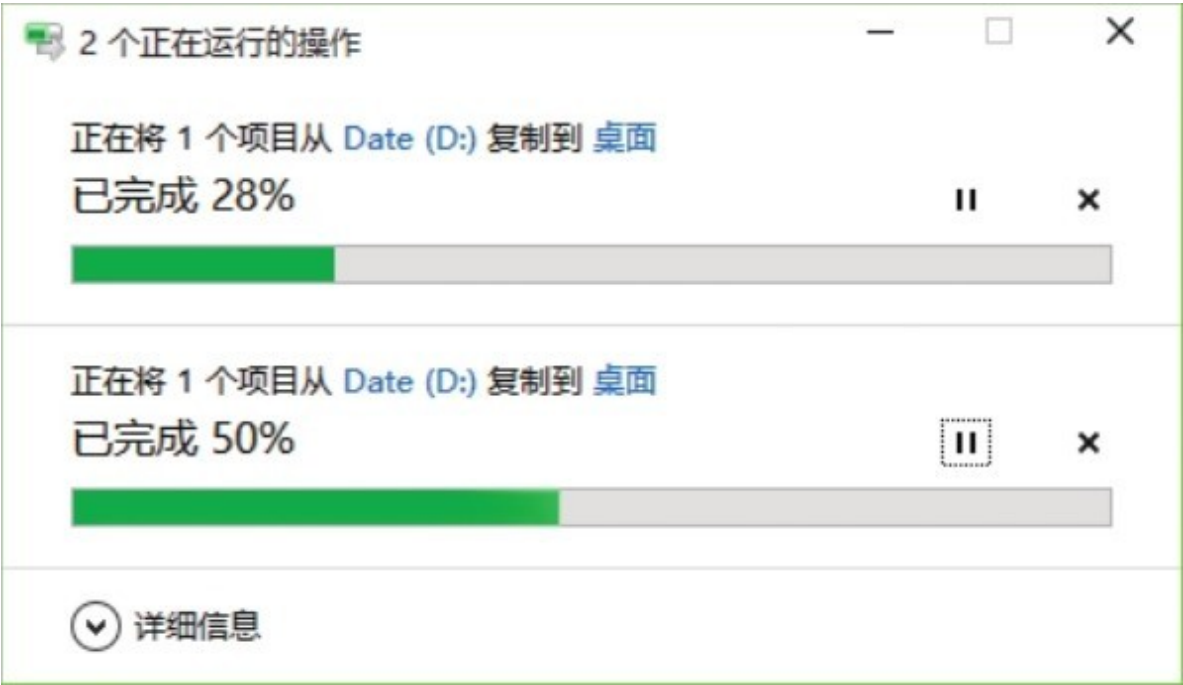 2 个正在运行的操作
正在将 1 个项目从 Date (D:) 复制到 桌面
已完成 28%
正在将 1 个项目从 Date (D:) 复制到 桌面
已完成 50%
详细信息